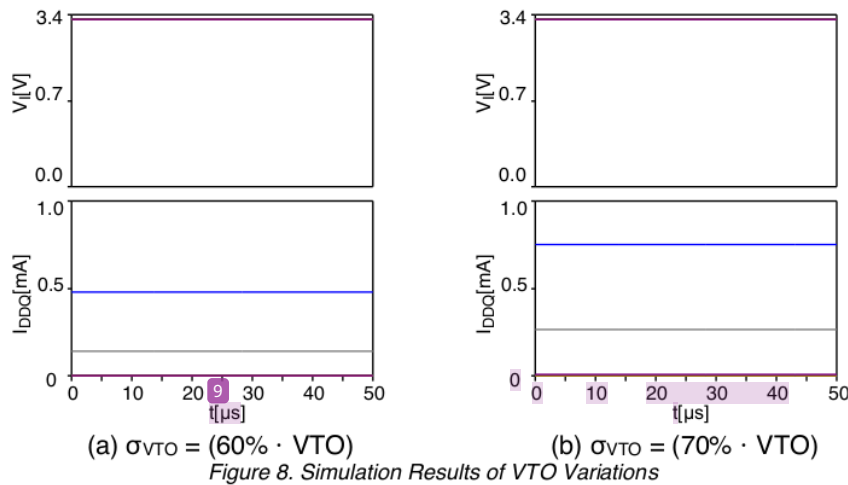 3.4
V_I[V]
0.7
0.0
1.0
I_DDQ[mA]
0.5
0
0 10 20 9 30 40 50
t[µs]
(a) σ_VTO = (60% · VTO)
3.4
V_I[V]
0.7
0.0
1.0
I_DDQ[mA]
0.5
0
0 10 20 30 40 50
t[µs]
(b) σ_VTO = (70% · VTO)
Figure 8. Simulation Results of VTO Variations